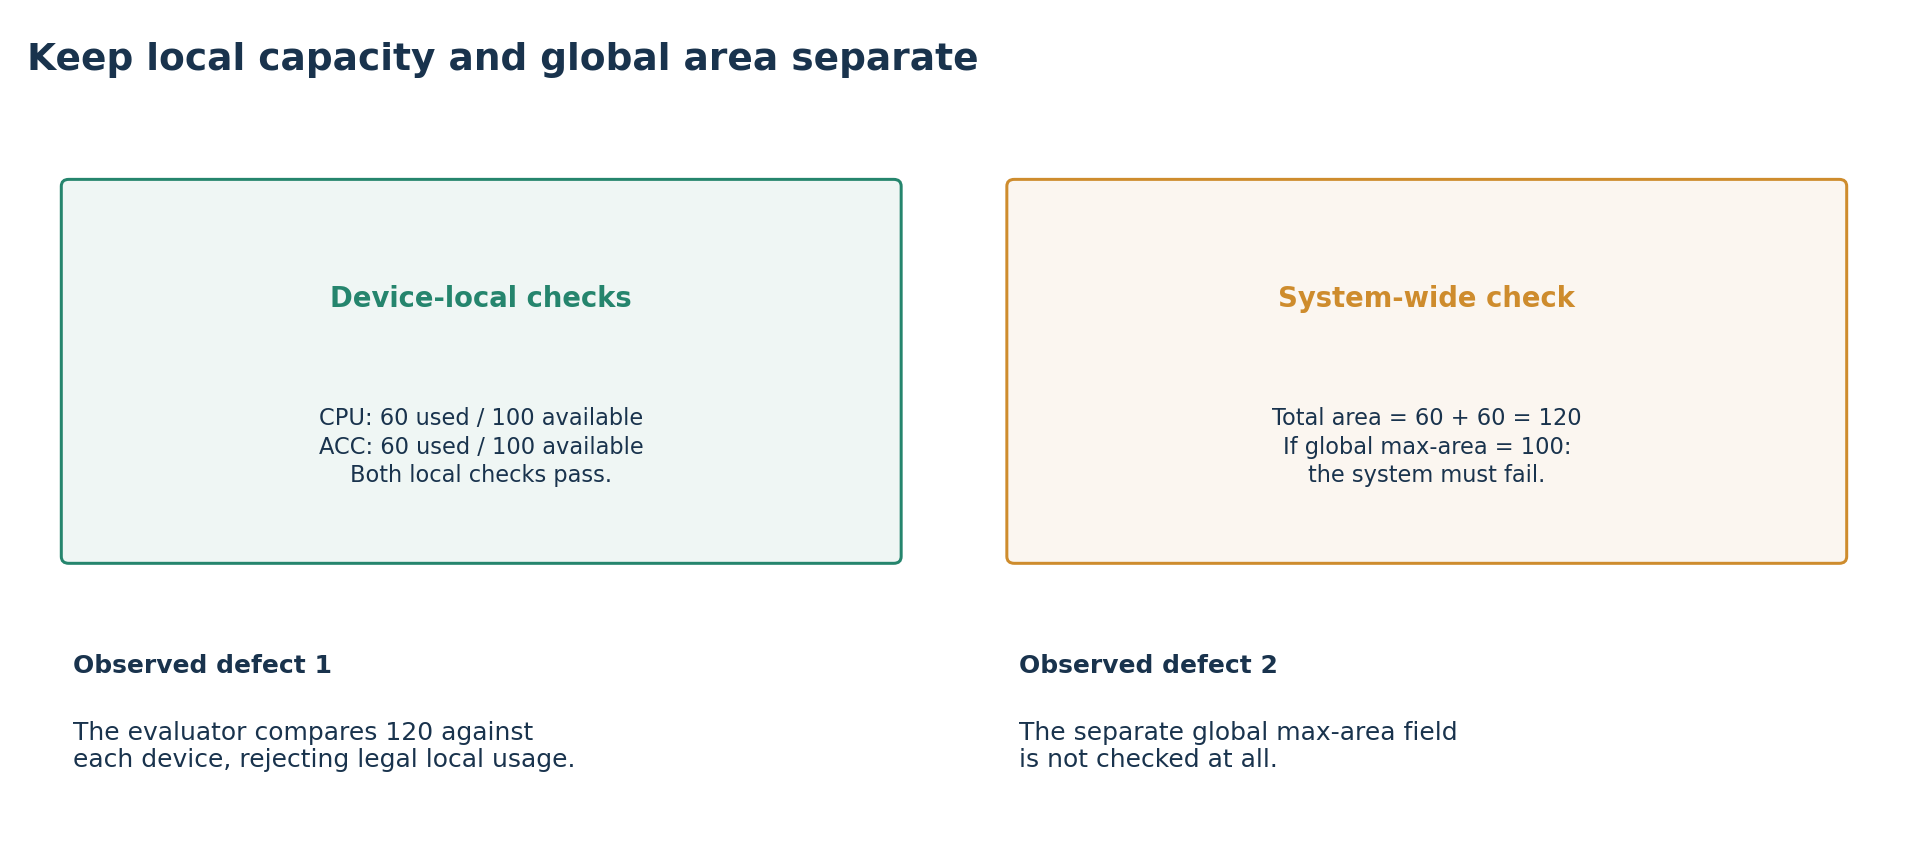 Keep local capacity and global area separate
Device-local checks
CPU: 60 used / 100 available
ACC: 60 used / 100 available
Both local checks pass.
System-wide check
Total area = 60 + 60 = 120
If global max-area = 100:
the system must fail.
Observed defect 1
The evaluator compares 120 against
each device, rejecting legal local usage.
Observed defect 2
The separate global max-area field
is not checked at all.